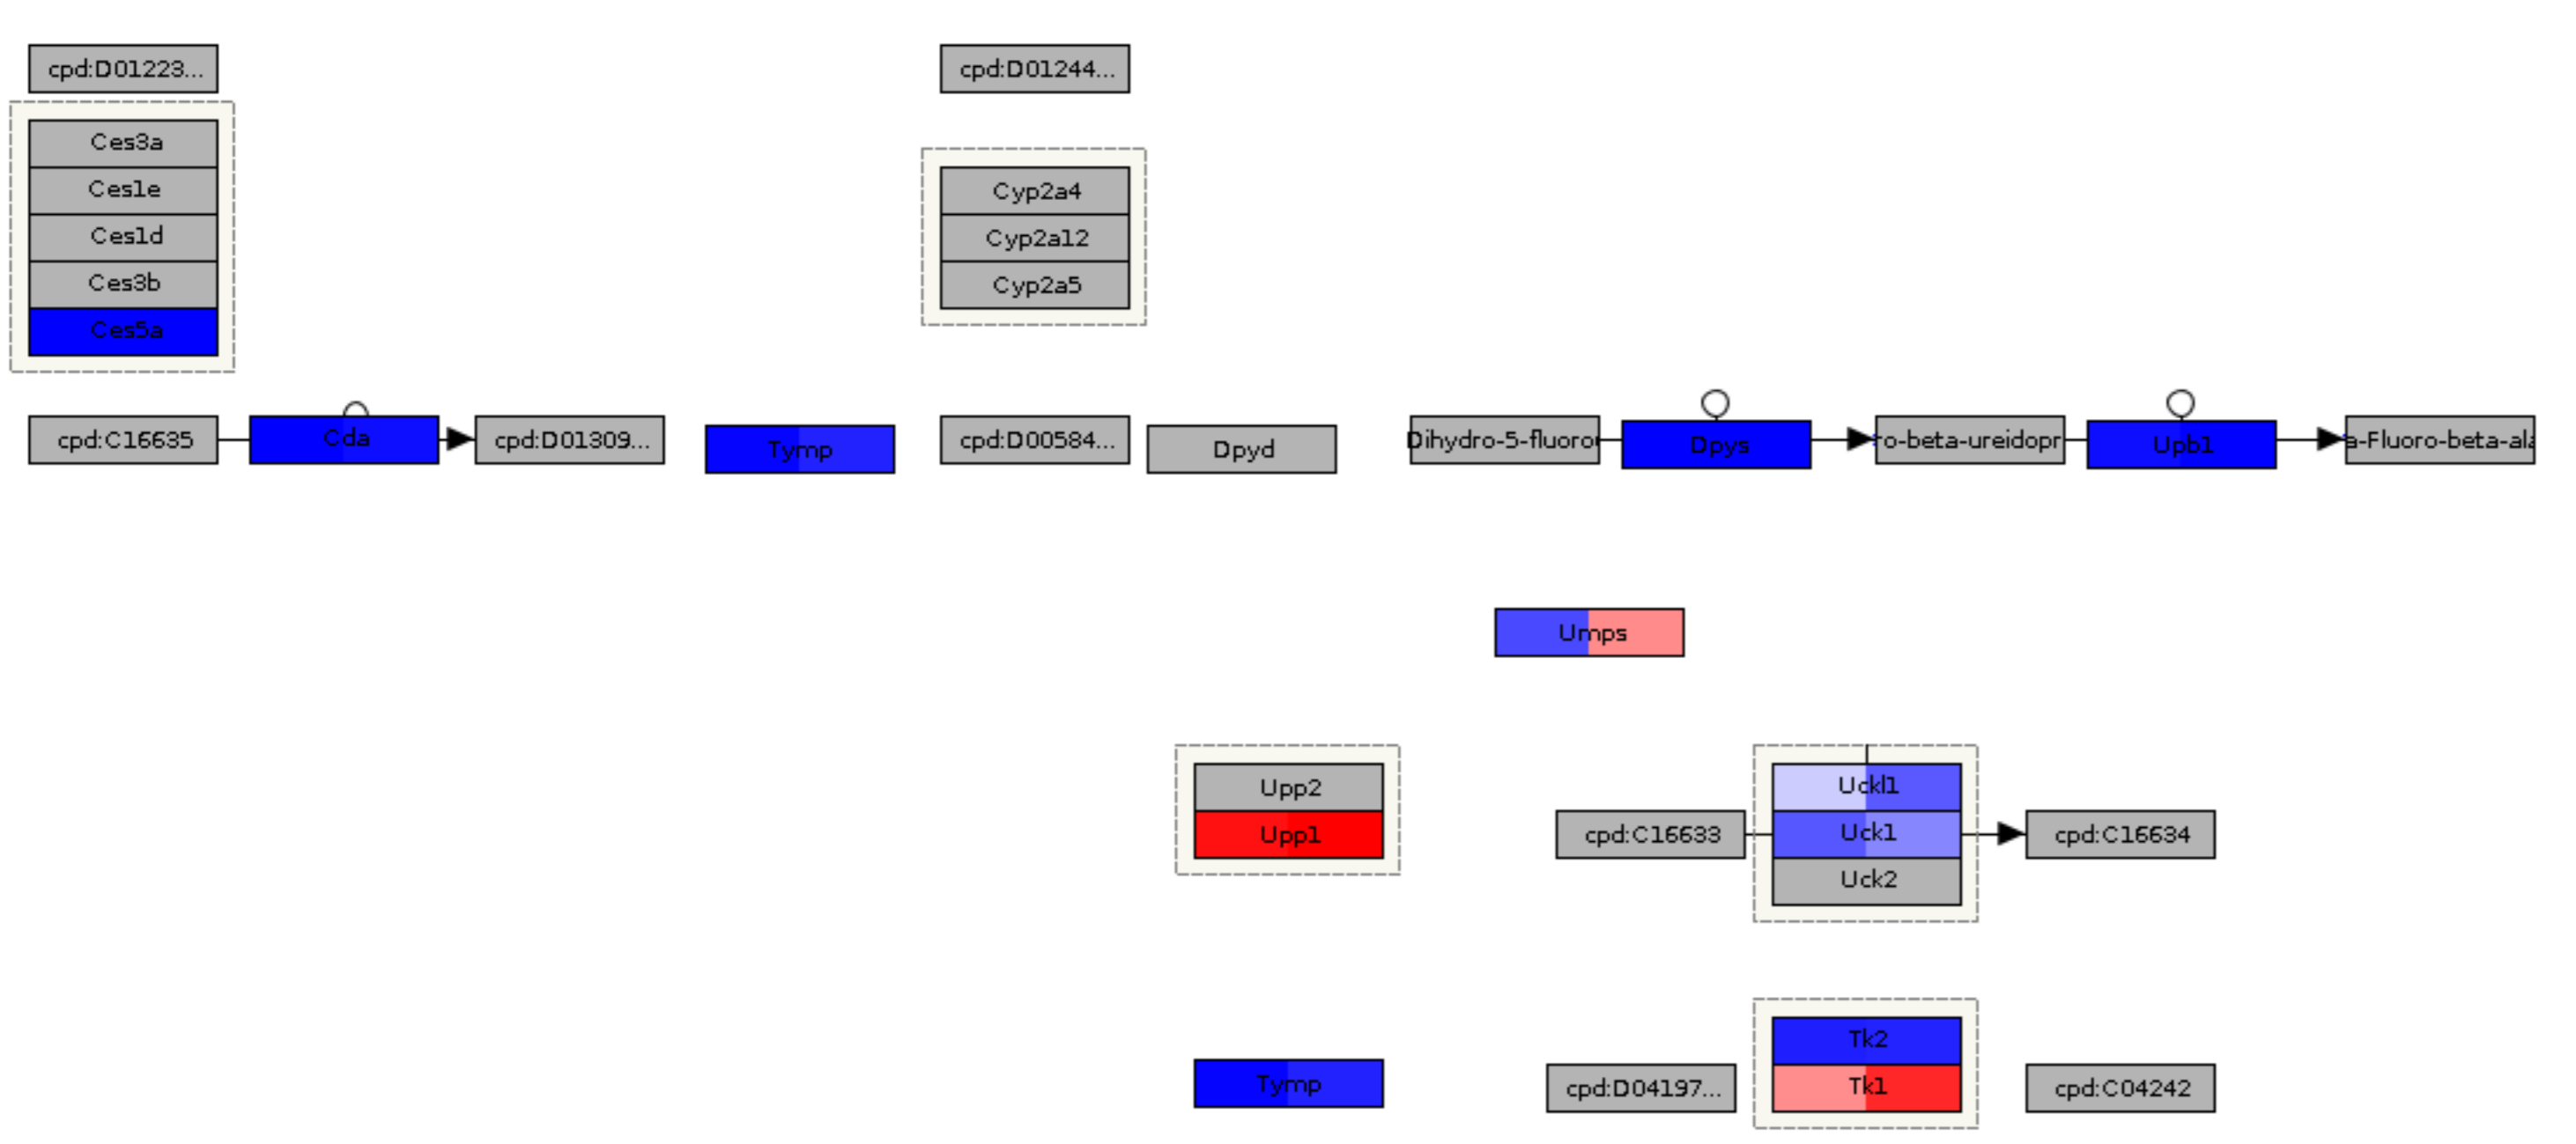 cpd:D01223...
cpd:D01244...
Ces3a
Ces1e
Ces1d
Ces3b
Ces5a
Cyp2a4
Cyp2a12
Cyp2a5
cpd:C16635
Cda
cpd:D01309...
Tymp
cpd:D00584...
Dpyd
Dihydro-5-fluoro
Dpys
ro-beta-ureidopr
Upb1
a-Fluoro-beta-ala
Umps
Upp2
Upp1
cpd:C16633
Uckl1
Uck1
Uck2
cpd:C16634
Tymp
cpd:D04197...
Tk2
Tk1
cpd:C04242